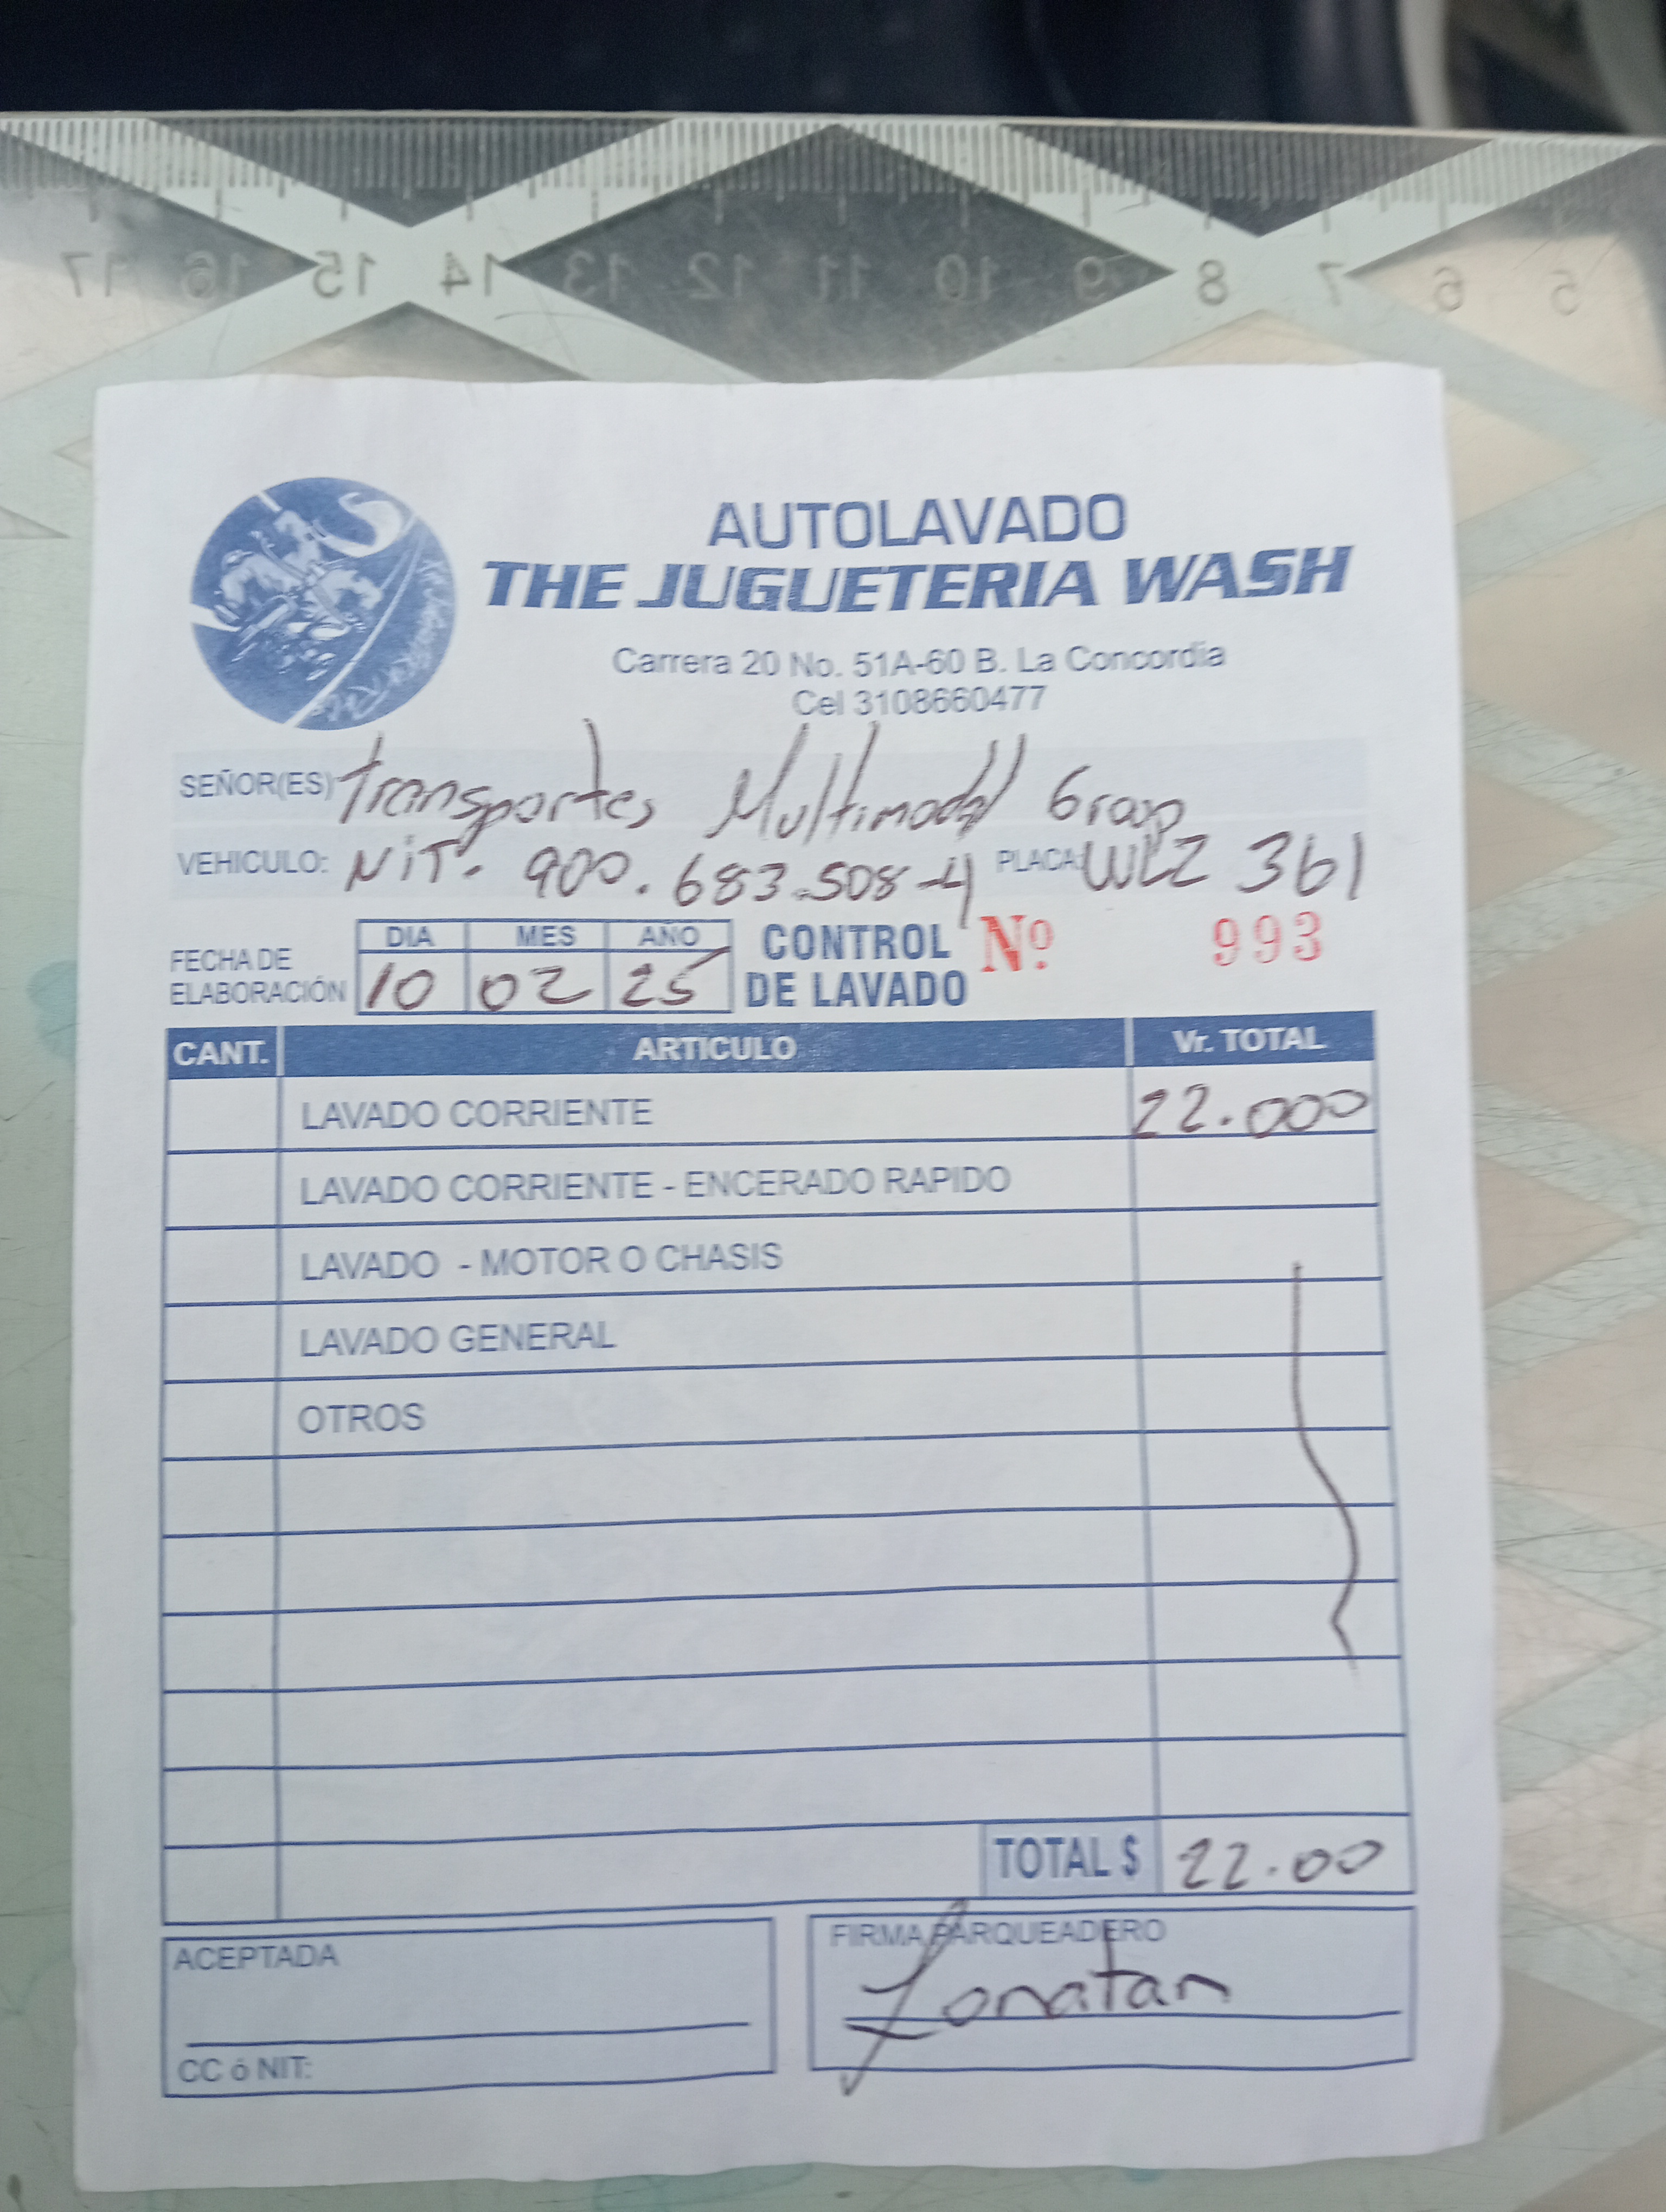 17 16 15 14 13 12 11 10 9 8 7 6 5
AUTOLAVADO
THE JUGUETERIA WASH
Carrera 20 No. 51A-60 B. La Concordia
Cel 3108660477
SEÑOR(ES) Transportes Multimodal Group
VEHICULO: NIT. 900.683.508-4 PLACA: WLZ 361
FECHA DE ELABORACIÓN DIA MES AÑO
10 02 25
CONTROL DE LAVADO Nº 993
CANT. ARTICULO Vr. TOTAL
LAVADO CORRIENTE 22.000
LAVADO CORRIENTE - ENCERADO RAPIDO
LAVADO - MOTOR O CHASIS
LAVADO GENERAL
OTROS
TOTAL $ 22.00
ACEPTADA
CC ó NIT:
FIRMA PARQUEADERO
Jonatan